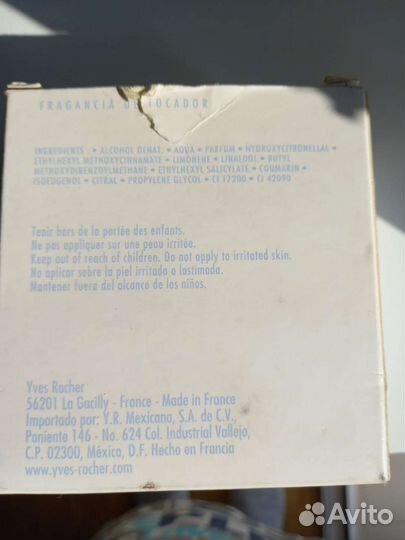 FRAGANCIA DE TOCADOR
INGREDIENTS : • ALCOHOL DENAT. • AQUA • PARFUM • HYDROXYCITRONELLAL •
ETHYLHEXYL METHOXYCINNAMATE • LIMONENE • LINALOOL • BUTYL
METHOXYDIBENZOYLMETHANE • ETHYLHEXYL SALICYLATE • COUMARIN •
ISOEUGENOL • CITRAL • PROPYLENE GLYCOL • CI 17200 • CI 42090
Tenir hors de la portée des enfants.
Ne pas appliquer sur une peau irritée.
Keep out of reach of children. Do not apply to irritated skin.
No aplicar sobre la piel irritada o lastimada.
Mantener fuera del alcance de los niños.
Yves Rocher
56201 La Gacilly - France - Made in France
Importado por: Y.R. Mexicana, S.A. de C.V.,
Poniente 146 - No. 624 Col. Industrial Vallejo,
C.P. 02300, México, D.F. Hecho en Francia
www.yves-rocher.com
Avito